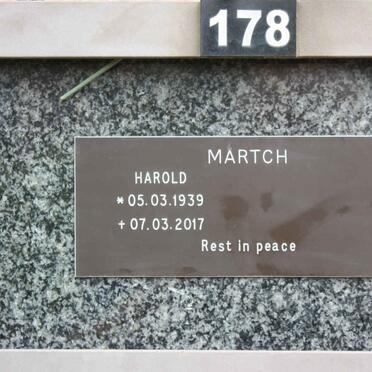 178
MARTCH
HAROLD
* 05.03.1939
+ 07.03.2017
Rest in peace